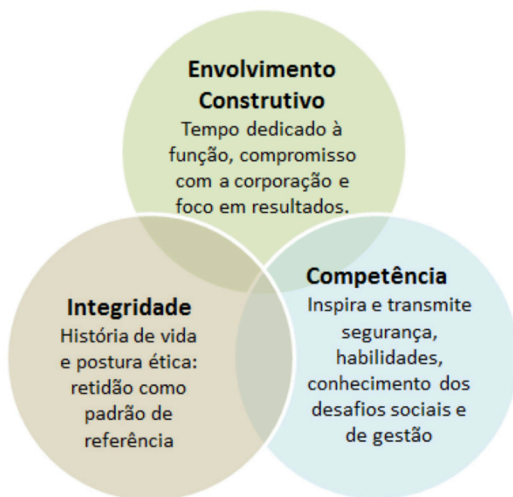 Envolvimento
Construtivo
Tempo dedicado à
função, compromisso
com a corporação e
foco em resultados.
Integridade
História de vida
e postura ética:
retidão como
padrão de
referência
Competência
Inspira e transmite
segurança,
habilidades,
conhecimento dos
desafios sociais e
de gestão